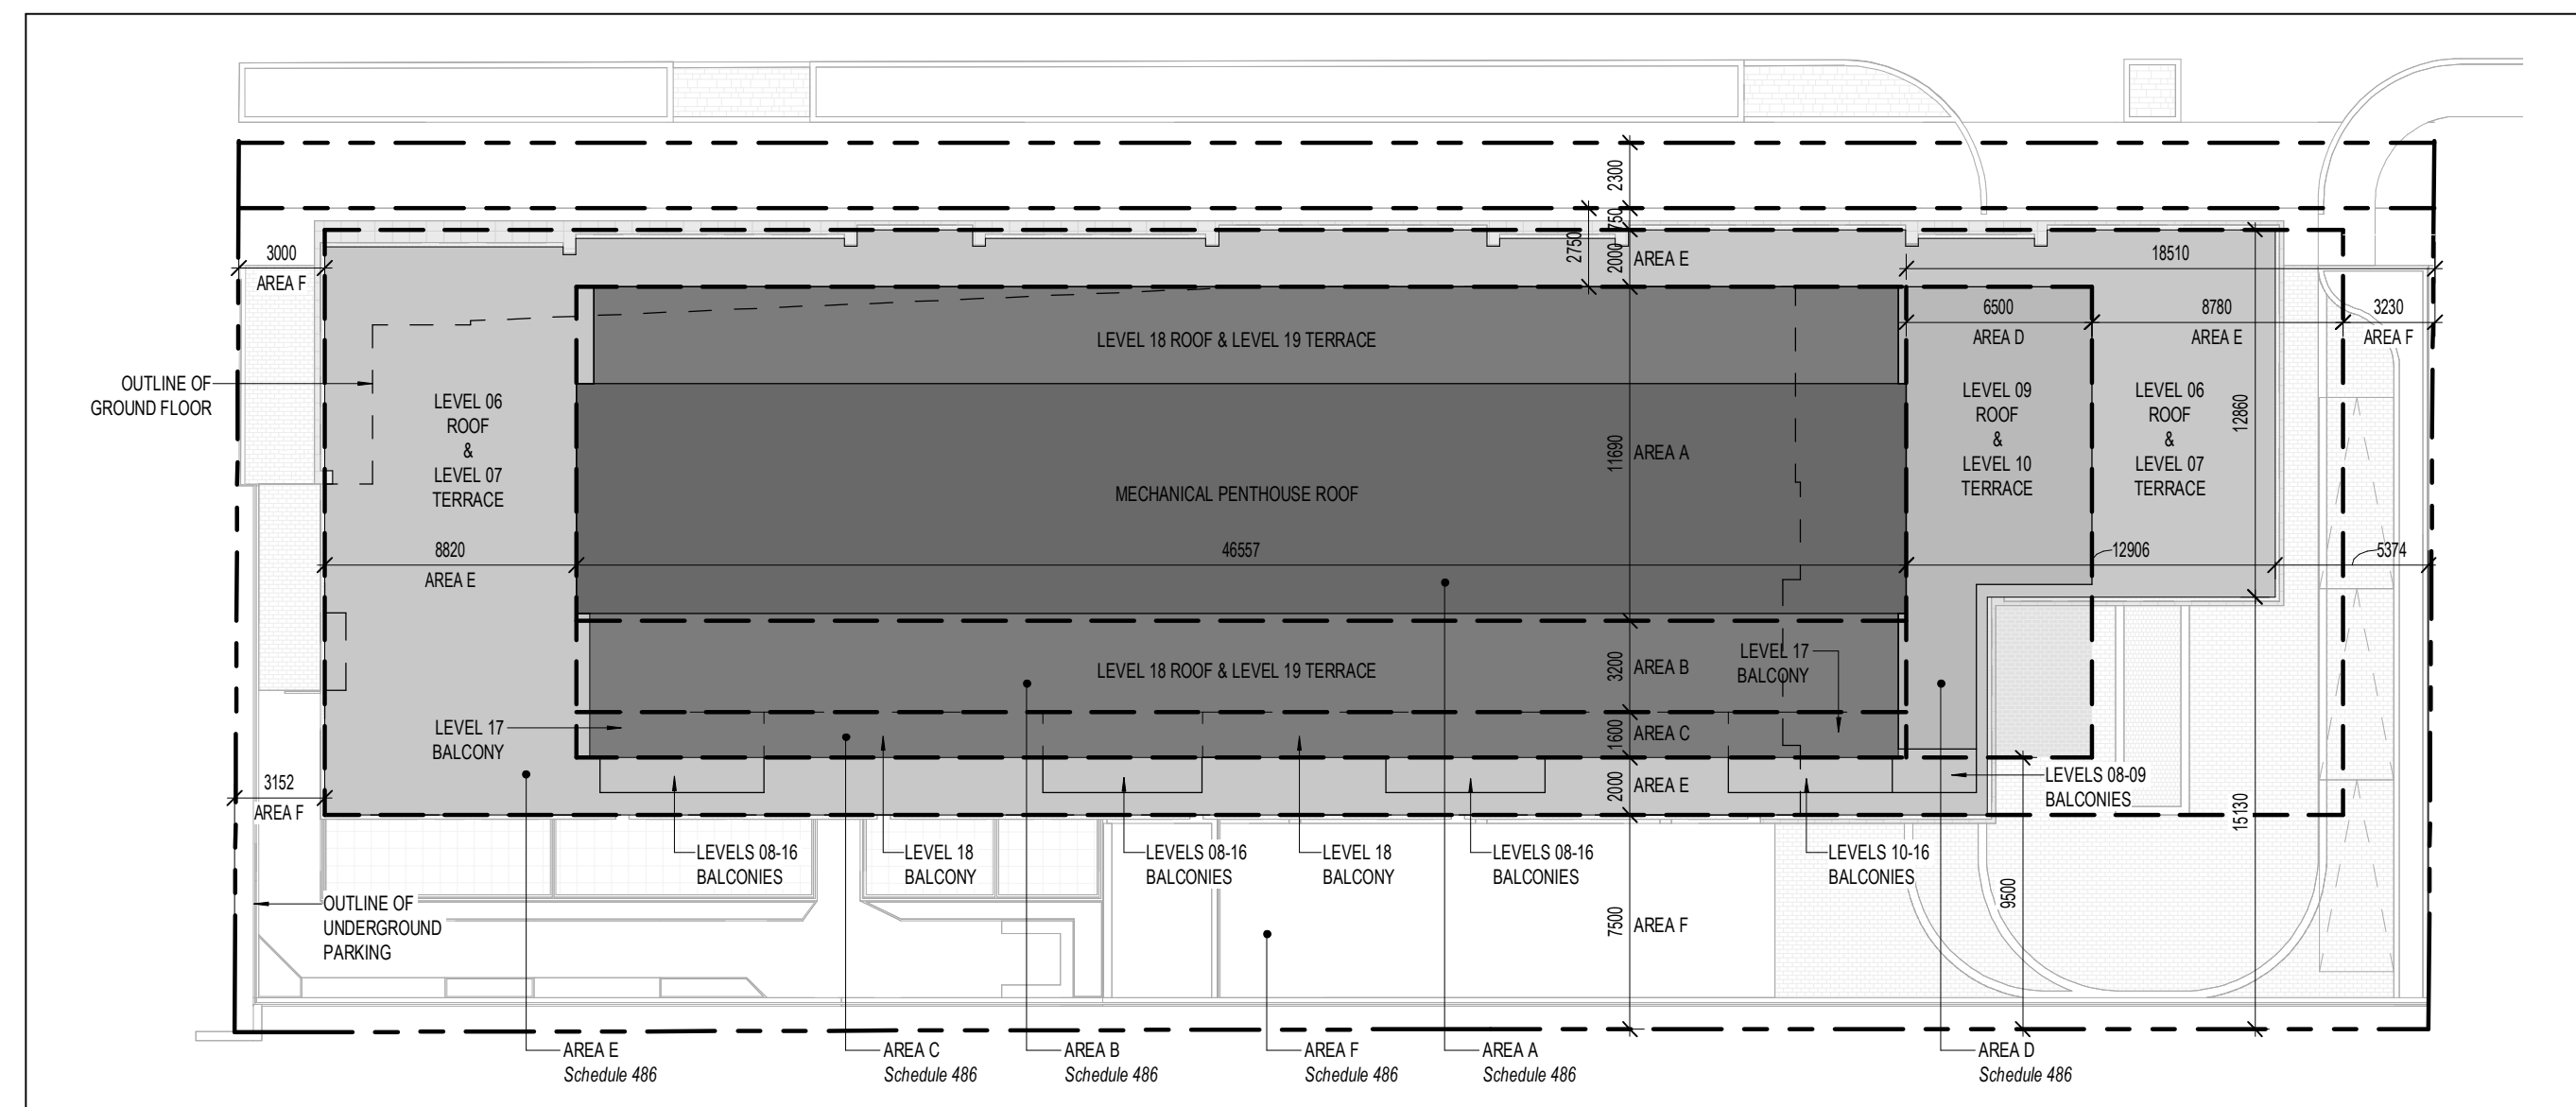 2300
750
2750
2000
AREA E
3000
AREA F
18510
6500
AREA D
8780
AREA E
3230
AREA F
LEVEL 18 ROOF & LEVEL 19 TERRACE
OUTLINE OF
GROUND FLOOR
LEVEL 06
ROOF
&
LEVEL 07
TERRACE
LEVEL 09
ROOF
&
LEVEL 10
TERRACE
LEVEL 06
ROOF
&
LEVEL 07
TERRACE
12860
11690
AREA A
MECHANICAL PENTHOUSE ROOF
8820
AREA E
46557
12906
5374
LEVEL 18 ROOF & LEVEL 19 TERRACE
3200
AREA B
LEVEL 17
BALCONY
LEVEL 17
BALCONY
1600
AREA C
3152
AREA F
2000
AREA E
LEVELS 08-09
BALCONIES
15130
LEVELS 08-16
BALCONIES
LEVEL 18
BALCONY
LEVELS 08-16
BALCONIES
LEVEL 18
BALCONY
LEVELS 08-16
BALCONIES
LEVELS 10-16
BALCONIES
9500
OUTLINE OF
UNDERGROUND
PARKING
7500
AREA F
AREA E
Schedule 486
AREA C
Schedule 486
AREA B
Schedule 486
AREA F
Schedule 486
AREA A
Schedule 486
AREA D
Schedule 486